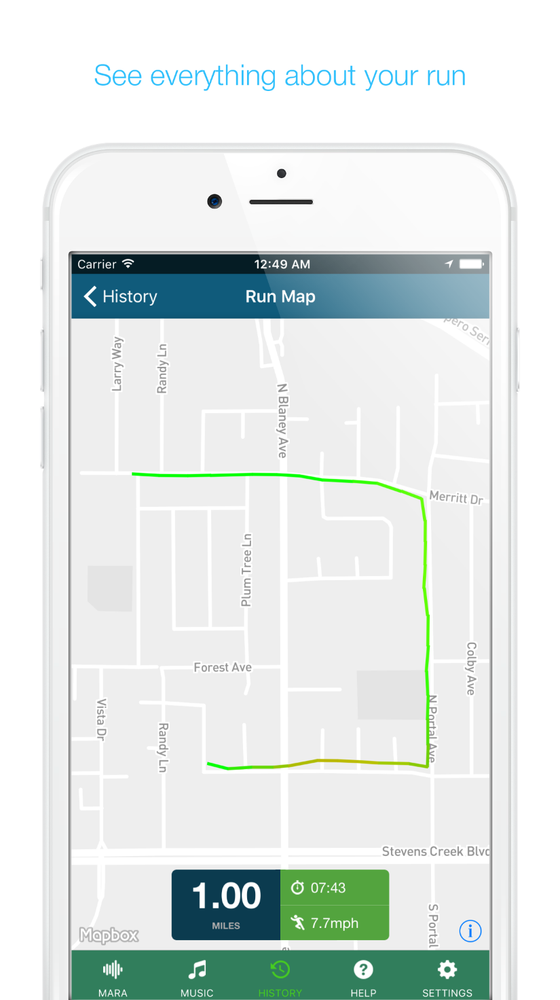 See everything about your run
Carrier
12:49 AM
History
Run Map
Larry Way
Randy Ln
N Blaney Ave
Merritt Dr
Plum Tree Ln
Forest Ave
Colby Ave
Vista Dr
Randy Ln
N Portal Ave
Stevens Creek Blvd
S Portal
1.00
MILES
07:43
7.7mph
Mapbox
i
MARA
MUSIC
HISTORY
?
HELP
SETTINGS